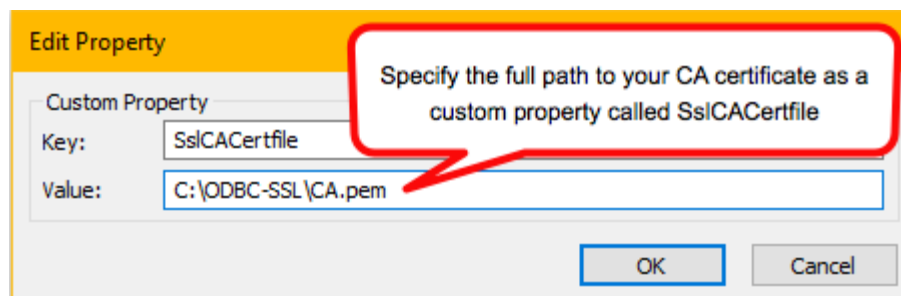 Edit Property
Specify the full path to your CA certificate as a
custom property called SslCACertfile
Custom Property
Key: SslCACertfile
Value: C:\ODBC-SSL\CA.pem
OK Cancel